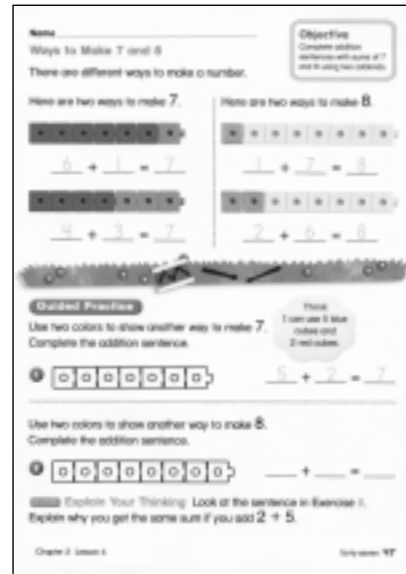 Name
Ways to Make 7 and 8
Objective
Complete addition
sentences with sums of 7
and 8 using two addends.
There are different ways to make a number.
Here are two ways to make 7.
Here are two ways to make 8.
6 + 1 = 7
1 + 7 = 8
4 + 3 = 7
2 + 6 = 8
Guided Practice
Think
I can use 5 blue
cubes and
2 red cubes.
Use two colors to show another way to make 7.
Complete the addition sentence.
5 + 2 = 7
Use two colors to show another way to make 8.
Complete the addition sentence.
+ =
Explain Your Thinking Look at the sentence in Exercise 1.
Explain why you get the same sum if you add 2 + 5.
Chapter 2 Lesson
97